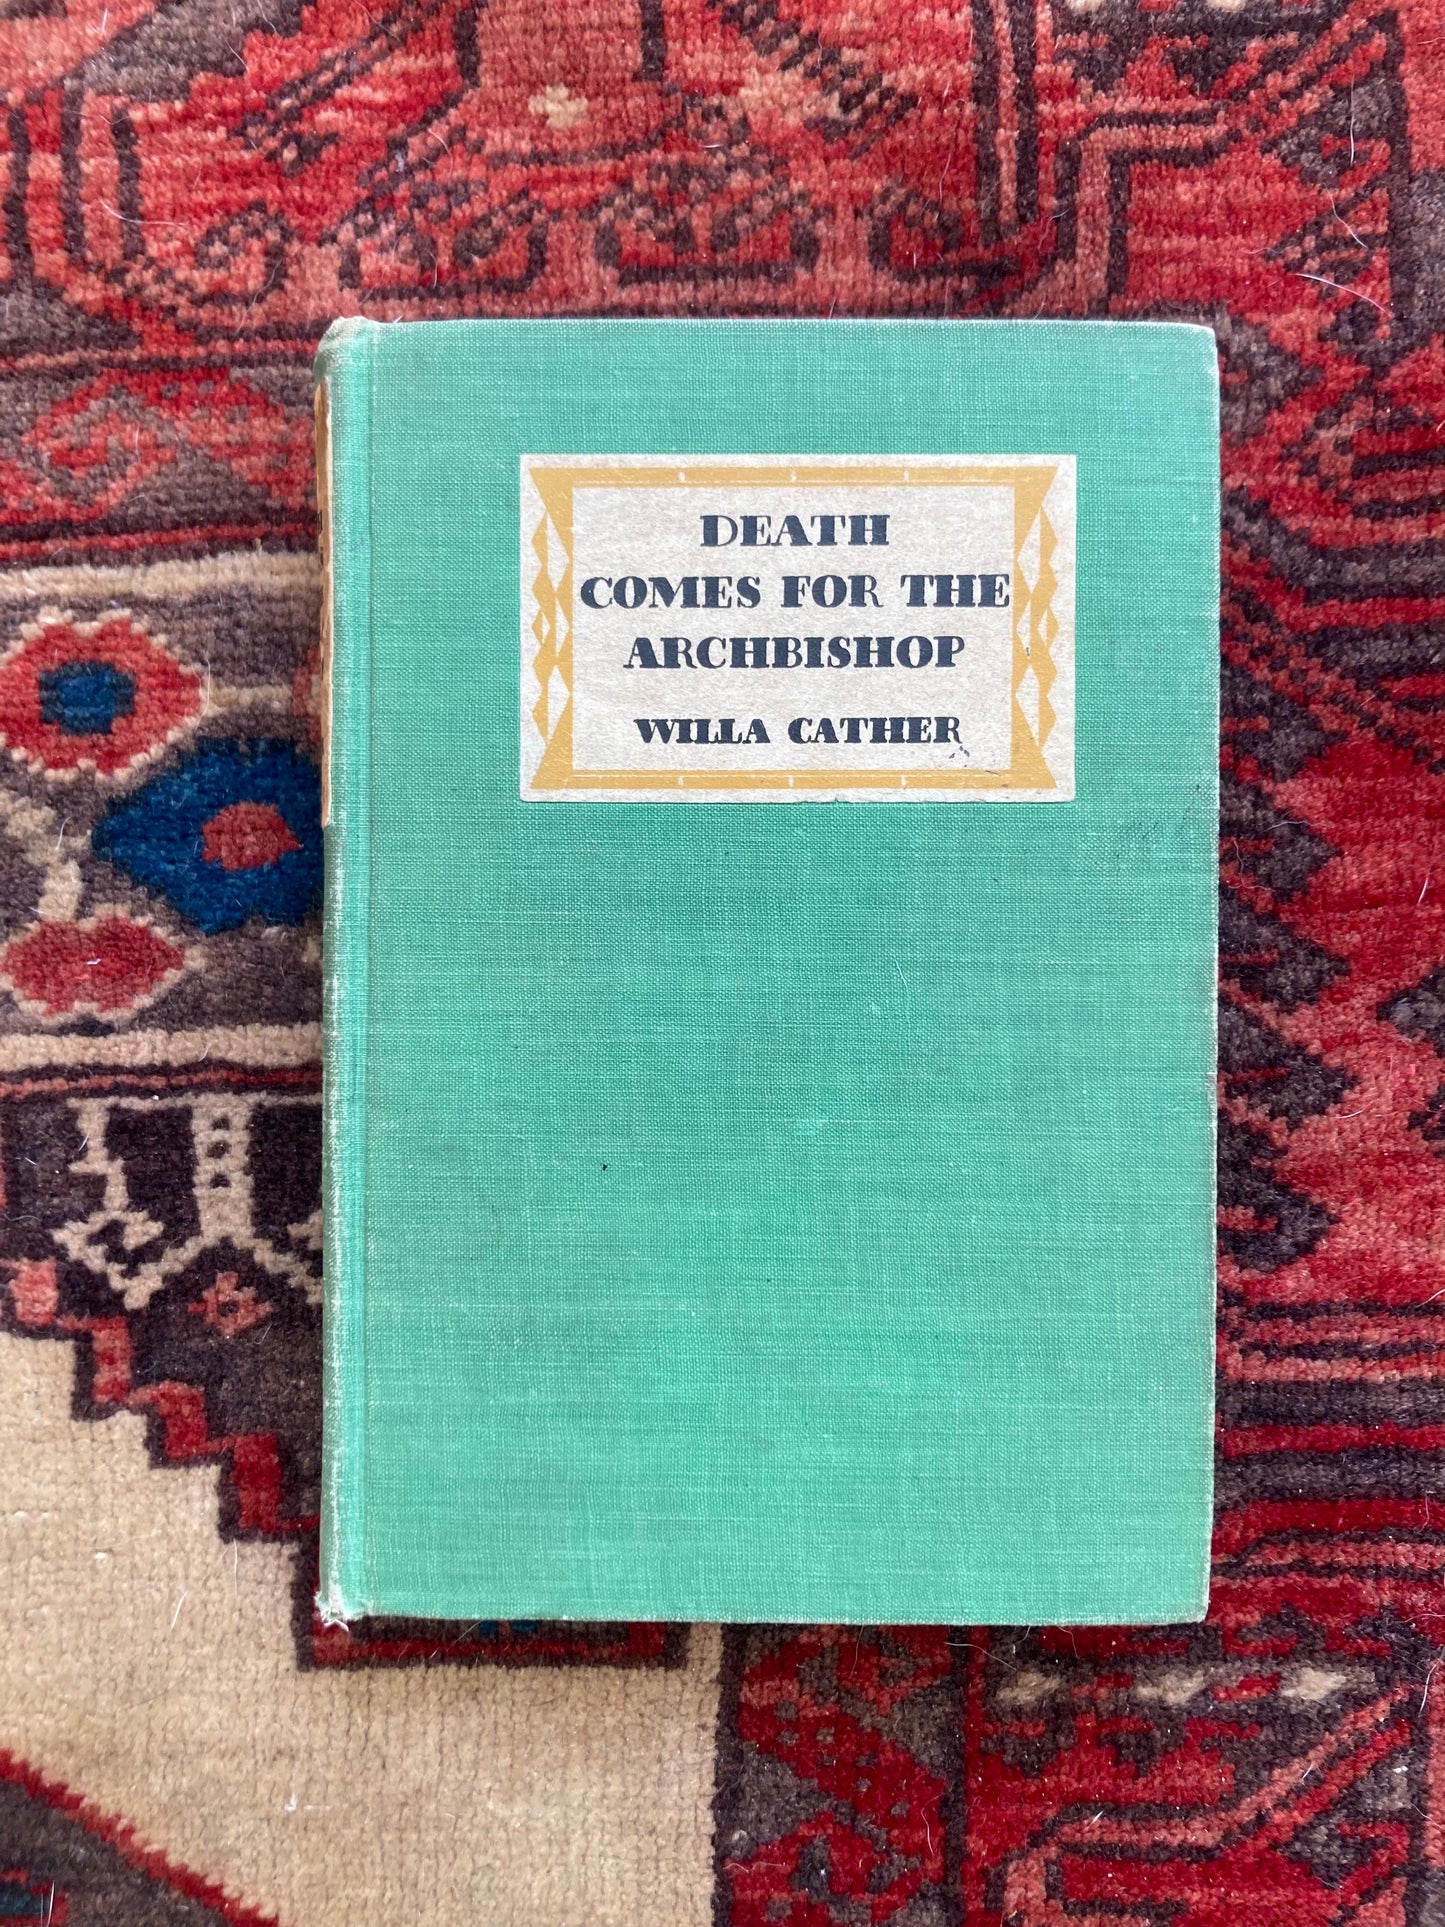 DEATH
COMES FOR THE
ARCHBISHOP
WILLA CATHER